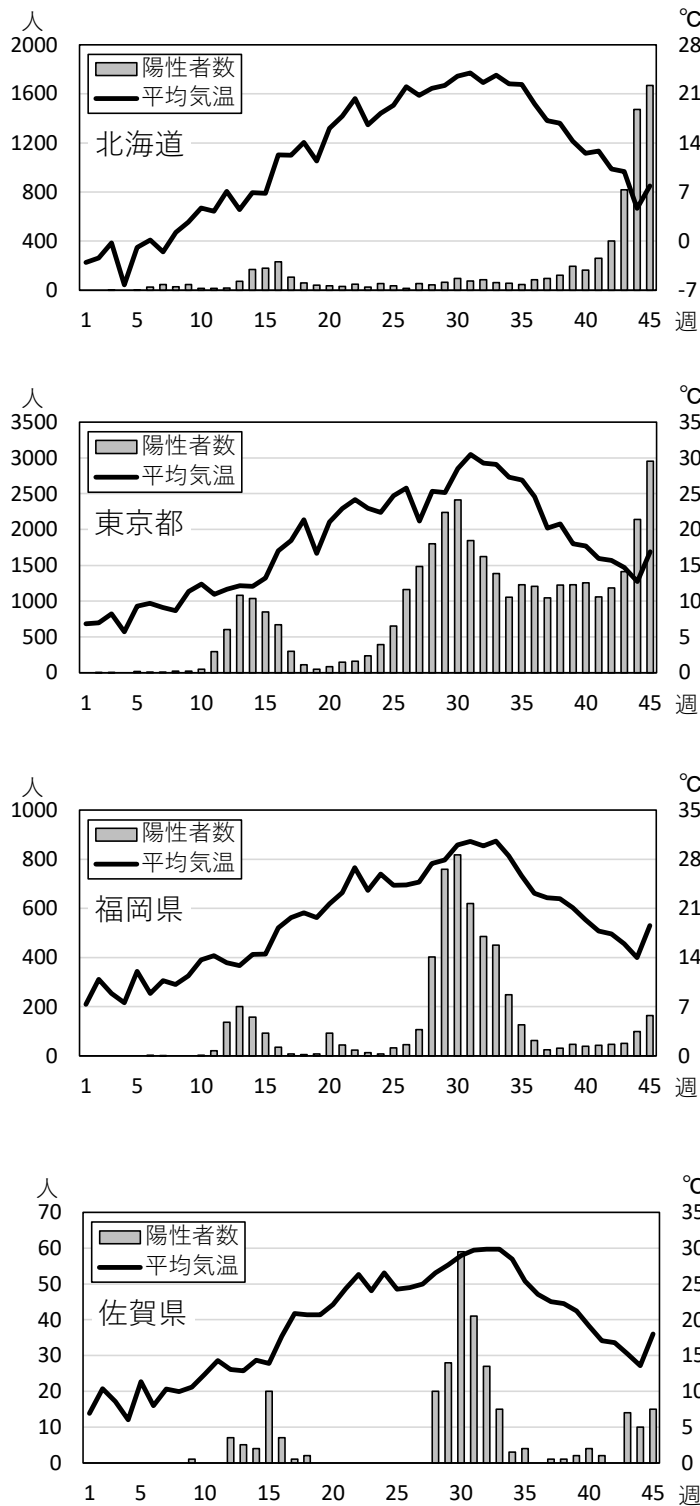 人 ℃
2000 28
陽性者数
1600 21
平均気温
北海道
1200 14
800 7
400 0
0 -7
1 5 10 15 20 25 30 35 40 45 週
人 ℃
3500 35
陽性者数
3000 30
平均気温
2500 25
東京都
2000 20
1500 15
1000 10
500 5
0 0
1 5 10 15 20 25 30 35 40 45 週
人 ℃
1000 35
陽性者数
800 28
平均気温
福岡県
600 21
400 14
200 7
0 0
1 5 10 15 20 25 30 35 40 45 週
人 ℃
70 35
陽性者数
60 30
平均気温
50 25
佐賀県
40 20
30 15
20 10
10 5
0 0
1 5 10 15 20 25 30 35 40 45 週